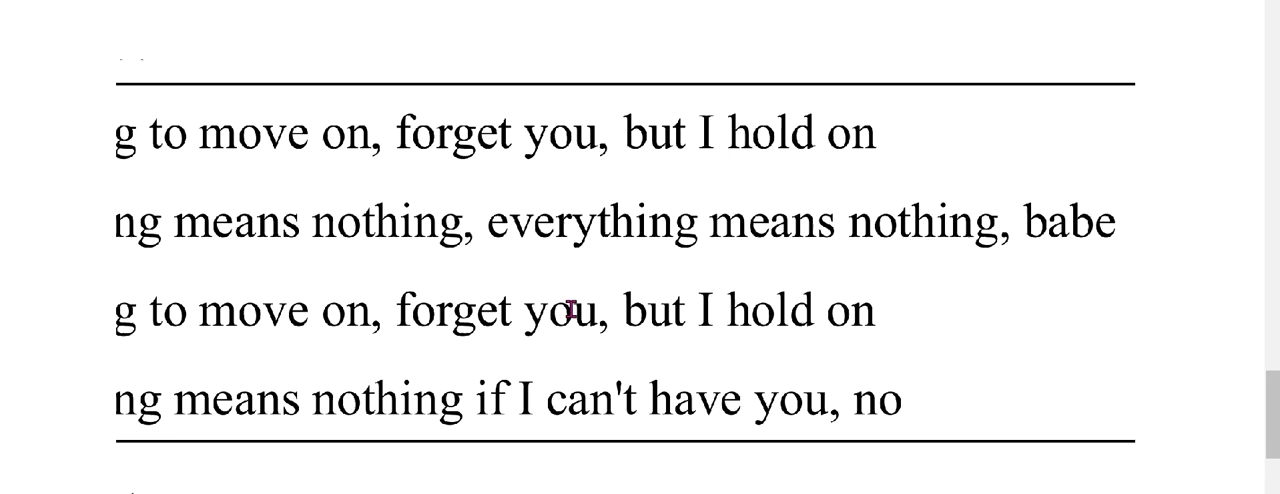 g to move on, forget you, but I hold on
ng means nothing, everything means nothing, babe
g to move on, forget you, but I hold on
ng means nothing if I can't have you, no